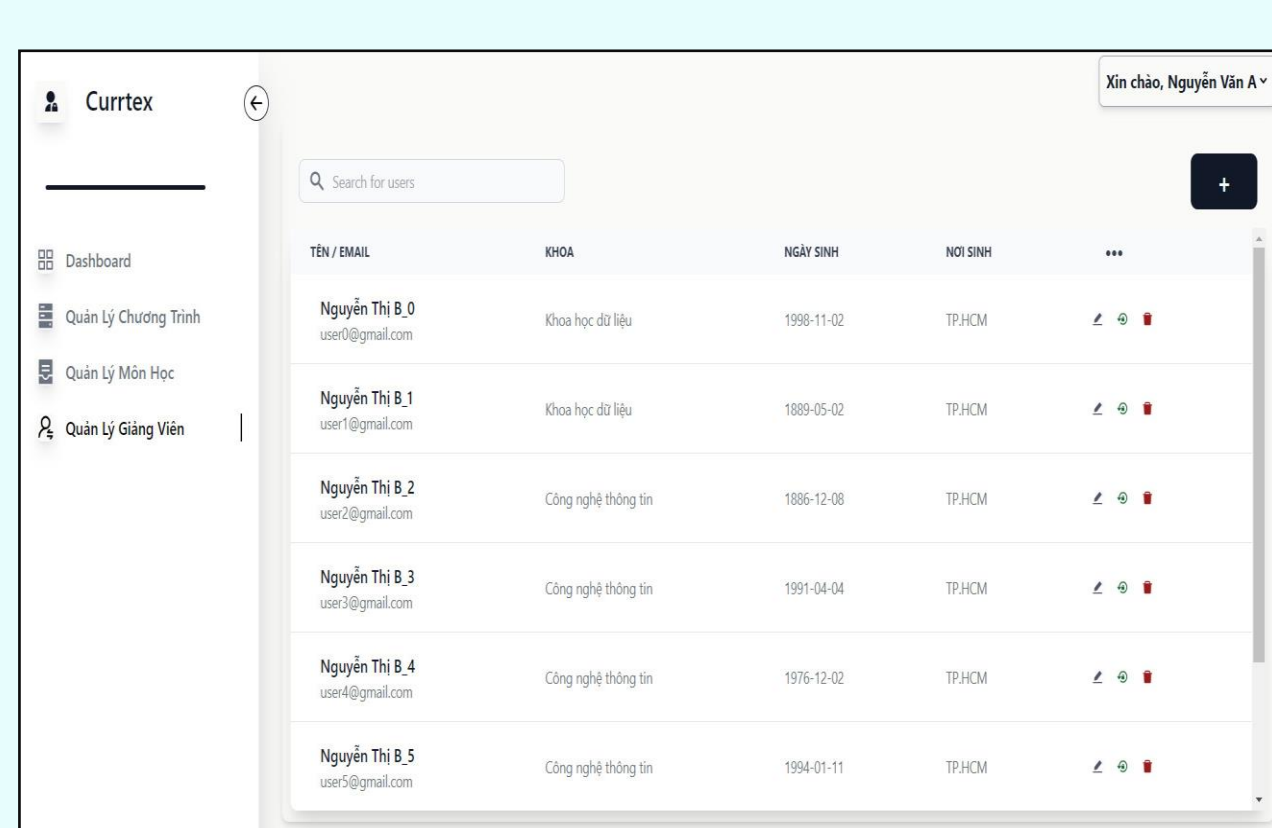 Currtex
Xin chào, Nguyễn Văn A
Search for users
+
Dashboard
Quản Lý Chương Trình
Quản Lý Môn Học
Quản Lý Giảng Viên
TÊN / EMAIL KHOA NGÀY SINH NƠI SINH •••
Nguyễn Thị B_0
user0@gmail.com
Khoa học dữ liệu 1998-11-02 TP.HCM
Nguyễn Thị B_1
user1@gmail.com
Khoa học dữ liệu 1889-05-02 TP.HCM
Nguyễn Thị B_2
user2@gmail.com
Công nghệ thông tin 1886-12-08 TP.HCM
Nguyễn Thị B_3
user3@gmail.com
Công nghệ thông tin 1991-04-04 TP.HCM
Nguyễn Thị B_4
user4@gmail.com
Công nghệ thông tin 1976-12-02 TP.HCM
Nguyễn Thị B_5
user5@gmail.com
Công nghệ thông tin 1994-01-11 TP.HCM